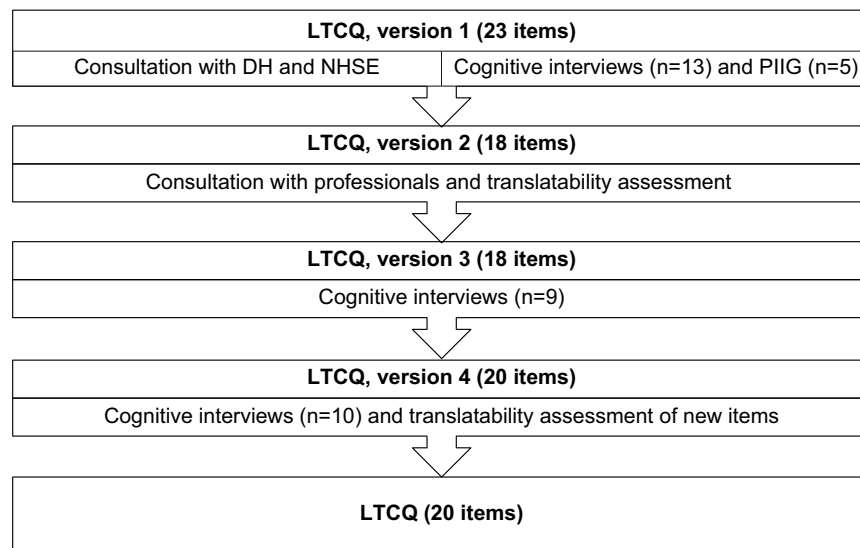 LTCQ, version 1 (23 items)
Consultation with DH and NHSE
Cognitive interviews (n=13) and PIIG (n=5)
LTCQ, version 2 (18 items)
Consultation with professionals and translatability assessment
LTCQ, version 3 (18 items)
Cognitive interviews (n=9)
LTCQ, version 4 (20 items)
Cognitive interviews (n=10) and translatability assessment of new items
LTCQ (20 items)